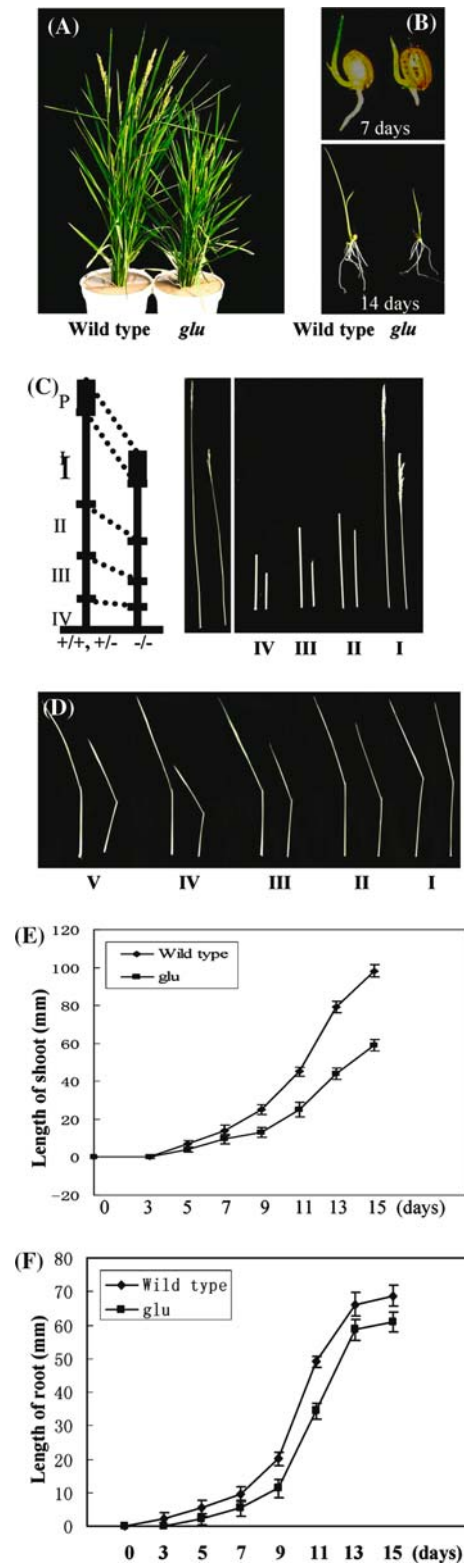 (A)
(B)
7 days
14 days
Wild type glu
Wild type glu
(C)
P
I
II
III
IV
+/+, +/- -/-
IV III II I
(D)
V IV III II I
(E)
Wild type
glu
Length of shoot (mm)
120
100
80
60
40
20
0
-20
0 3 5 7 9 11 13 15 (days)
(F)
Wild type
glu
Length of root (mm)
80
70
60
50
40
30
20
10
0
0 3 5 7 9 11 13 15 (days)